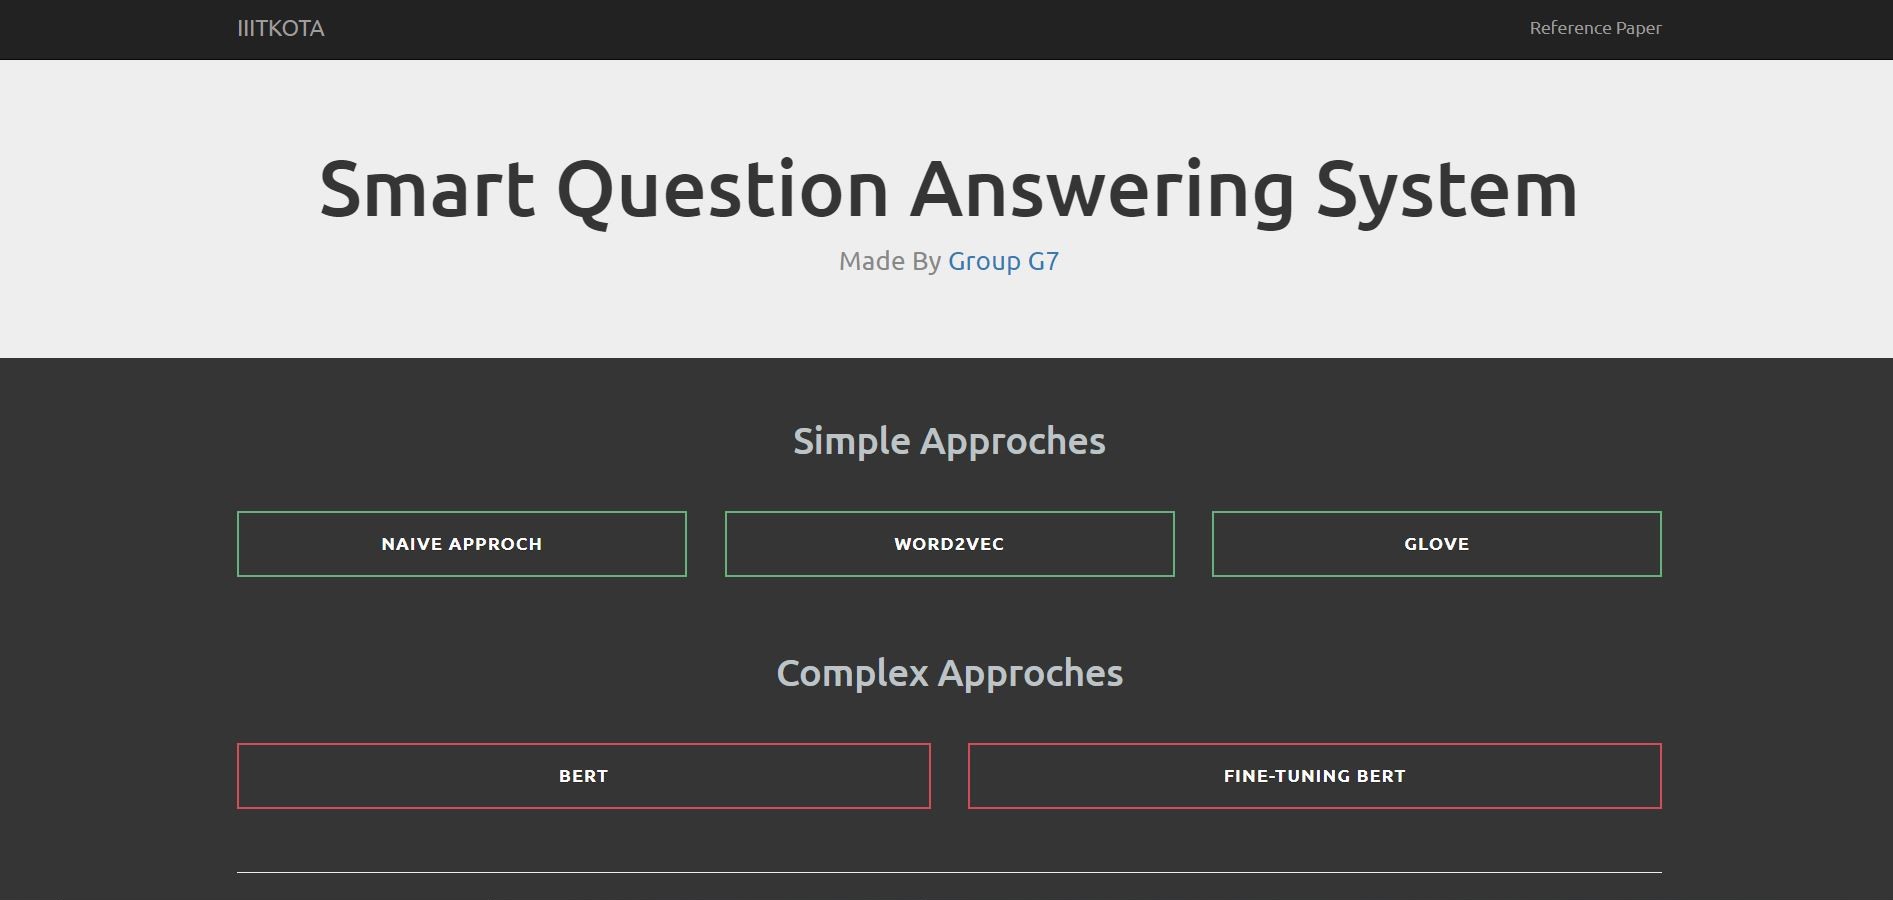 IIITKOTA
Reference Paper
Smart Question Answering System
Made By Group G7
Simple Approches
NAIVE APPROCH
WORD2VEC
GLOVE
Complex Approches
BERT
FINE-TUNING BERT